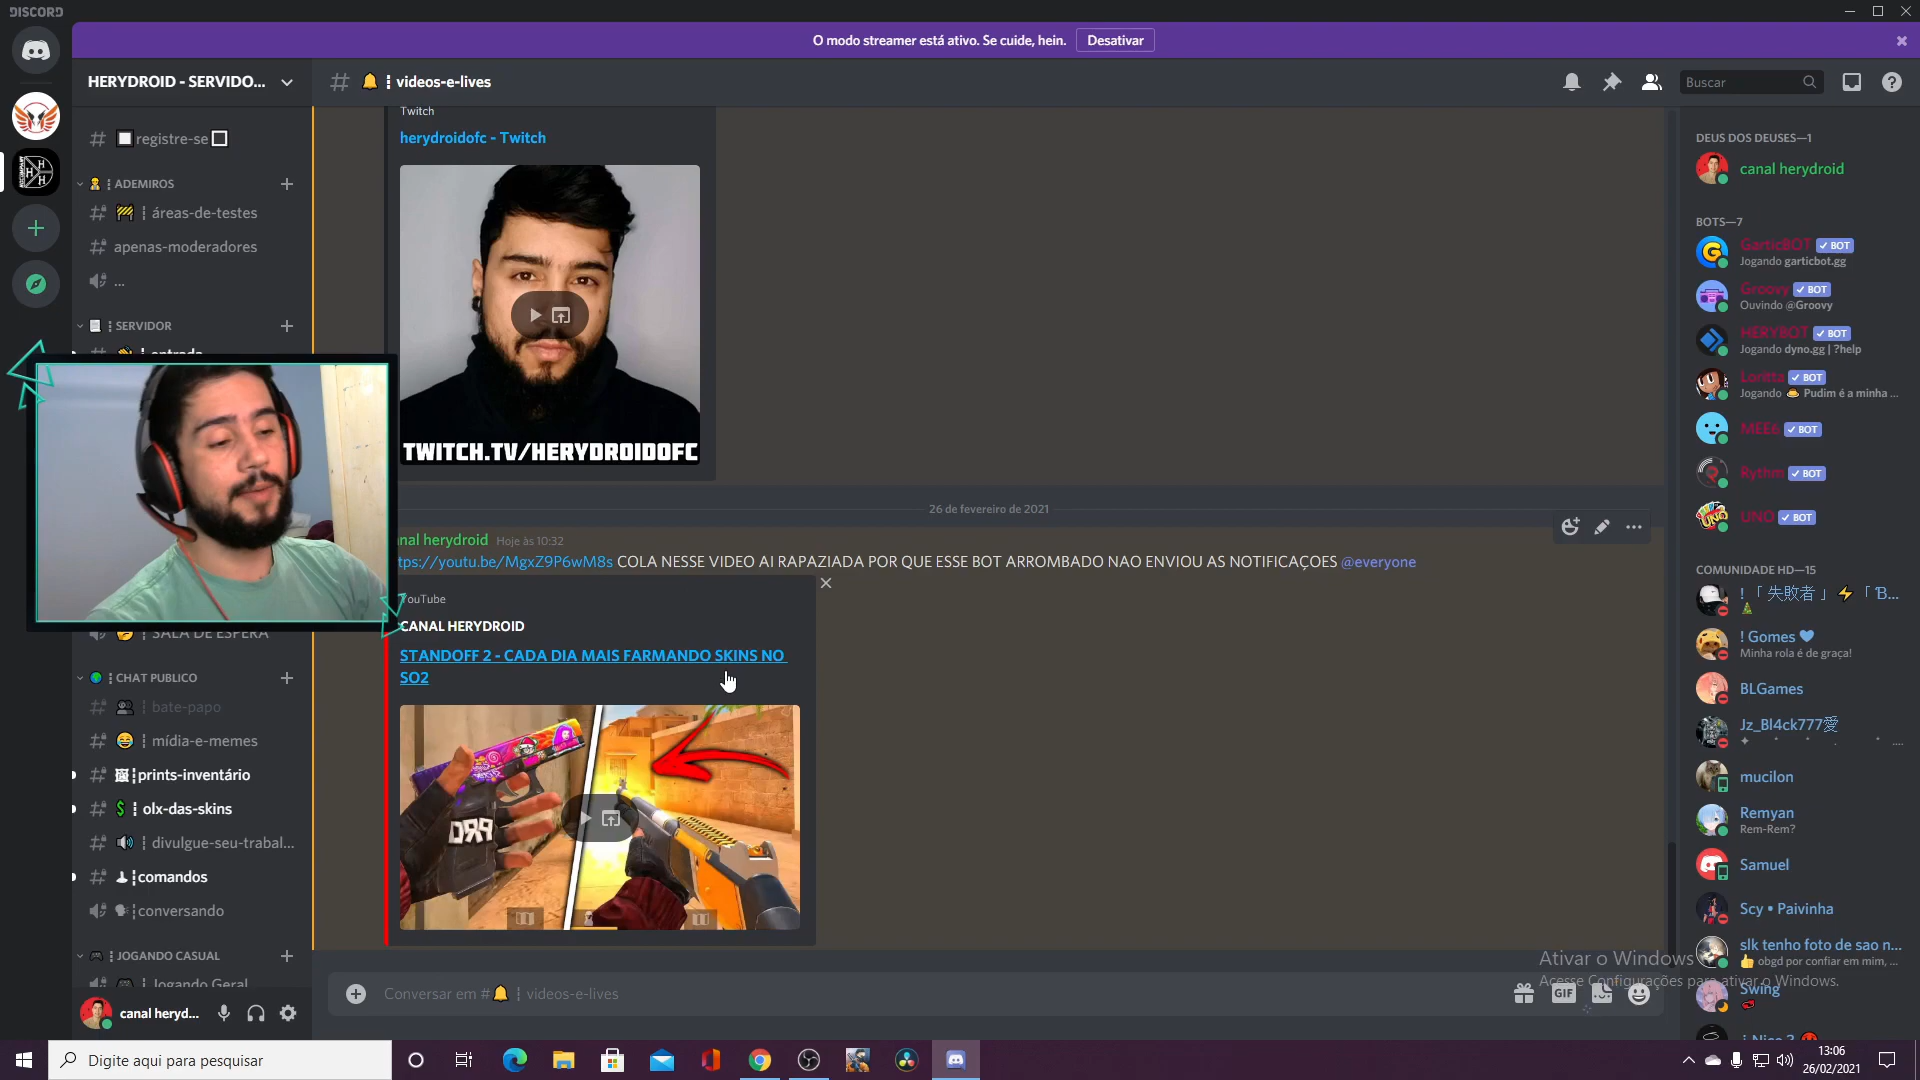 DISCORD
O modo streamer está ativo. Se cuide, hein. Desativar
HERYDROID - SERVIDO...
videos-e-lives
Buscar
registre-se
ADEMIROS
áreas-de-testes
apenas-moderadores
...
SERVIDOR
entrada
SALA DE ESPERA
CHAT PUBLICO
bate-papo
mídia-e-memes
prints-inventário
olx-das-skins
divulgue-seu-trabal...
comandos
conversando
JOGANDO CASUAL
Jogando Geral
canal heryd...
Twitch
herydroidofc - Twitch
TWITCH.TV/HERYDROIDOFC
26 de fevereiro de 2021
nal herydroid Hoje às 10:32
tps://youtu.be/MgxZ9P6wM8s COLA NESSE VIDEO AI RAPAZIADA POR QUE ESSE BOT ARROMBADO NAO ENVIOU AS NOTIFICAÇOES @everyone
YouTube
CANAL HERYDROID
STANDOFF 2 - CADA DIA MAIS FARMANDO SKINS NO
SO2
Conversar em # videos-e-lives
GIF
DEUS DOS DEUSES—1
canal herydroid
BOTS—7
GarticBOT BOT
Jogando garticbot.gg
Groovy BOT
Ouvindo @Groovy
HERYBOT BOT
Jogando dyno.gg | ?help
Loritta BOT
Jogando Pudim é a minha ...
MEE6 BOT
Rythm BOT
UNO BOT
COMUNIDADE HD—15
! 「 失敗者 」 ⚡ 「 B...
! Gomes
Minha rola é de graça!
BLGames
Jz_Bl4ck777愛
mucilon
Remyan
Rem-Rem?
Samuel
Scy • Paivinha
slk tenho foto de sao n...
obgd por confiar em mim, ...
Swing
Ativar o Windows
Acesse Configurações para ativar o Windows.
Digite aqui para pesquisar
13:06
26/02/2021